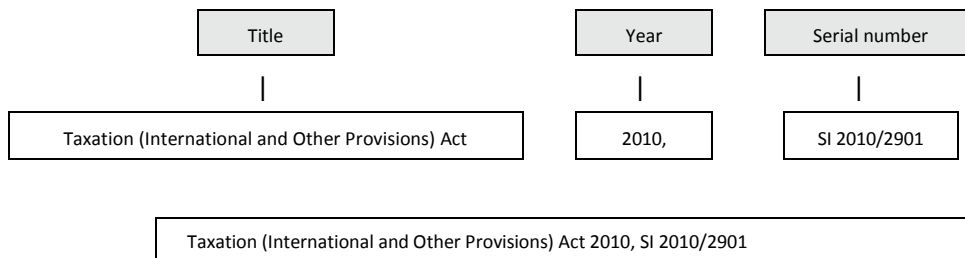 Title Year Serial number
Taxation (International and Other Provisions) Act 2010, SI 2010/2901
Taxation (International and Other Provisions) Act 2010, SI 2010/2901